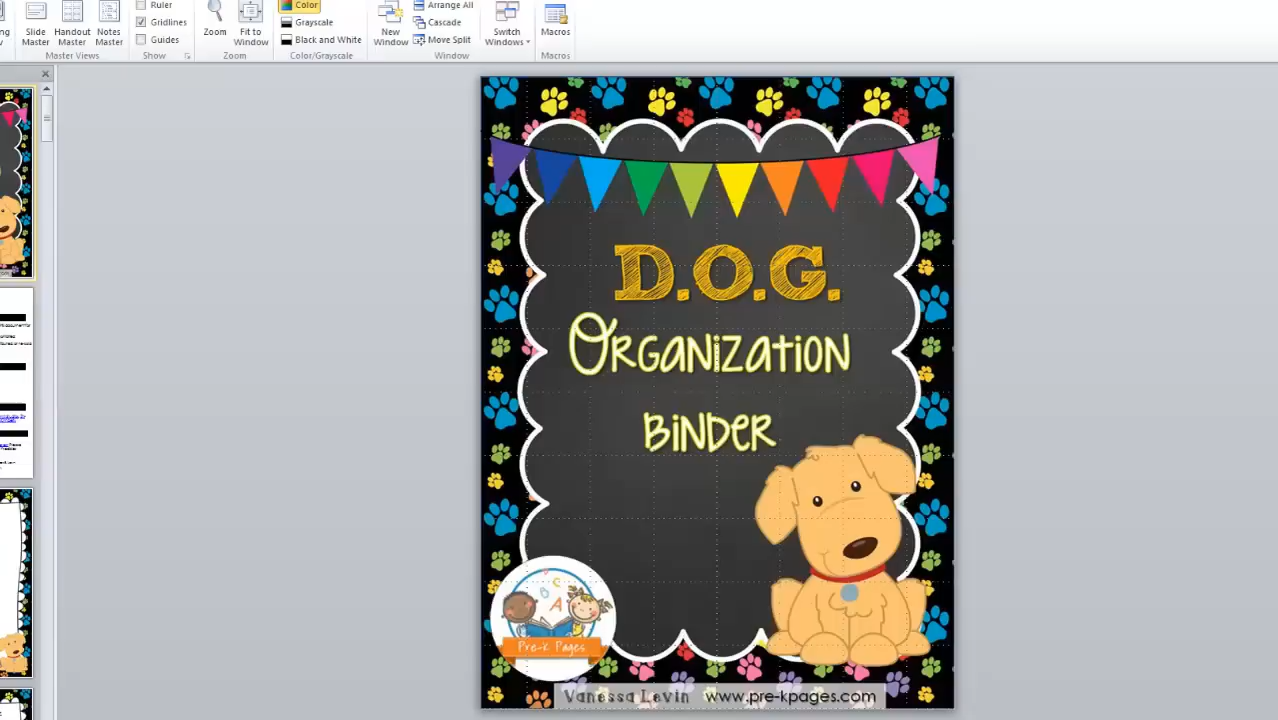 Ruler
Gridlines
Guides
Show
Slide Master
Handout Master
Notes Master
Master Views
Zoom
Fit to Window
Zoom
Color
Grayscale
Black and White
Color/Grayscale
New Window
Arrange All
Cascade
Move Split
Switch Windows
Window
Macros
Macros
D.O.G.
Organization
Binder
A
Pre-K Pages
Vanessa Levin www.pre-kpages.com